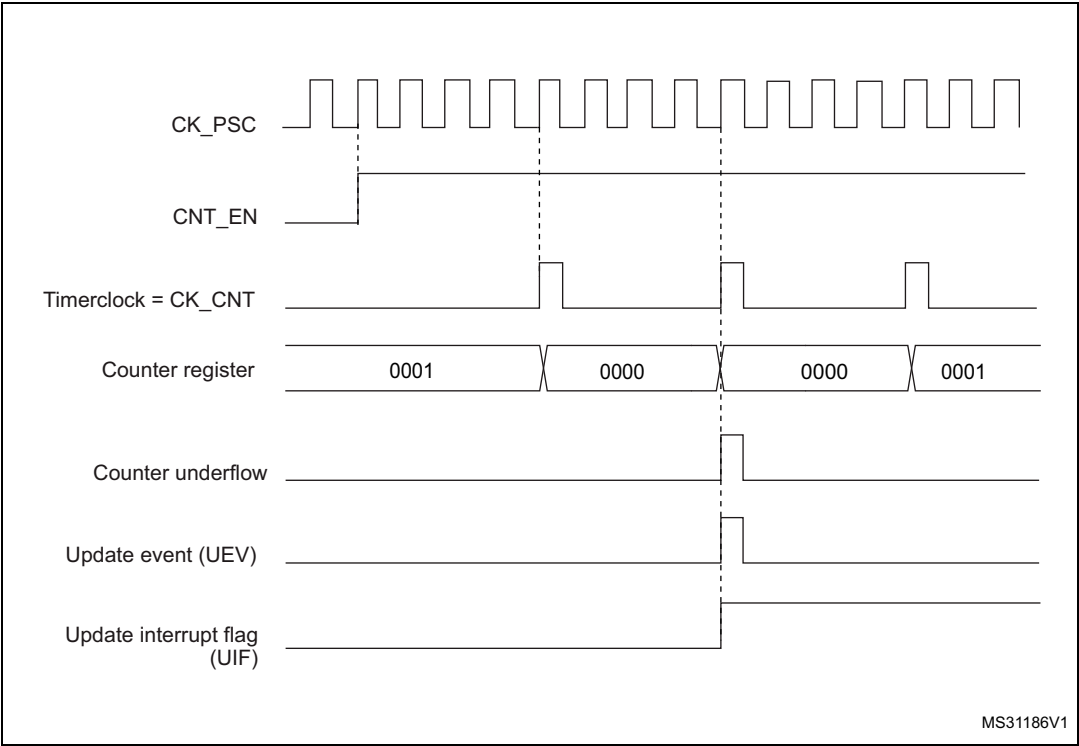 CK_PSC
CNT_EN
Timerclock = CK_CNT
Counter register
0001
0000
0000
0001
Counter underflow
Update event (UEV)
Update interrupt flag
(UIF)
MS31186V1